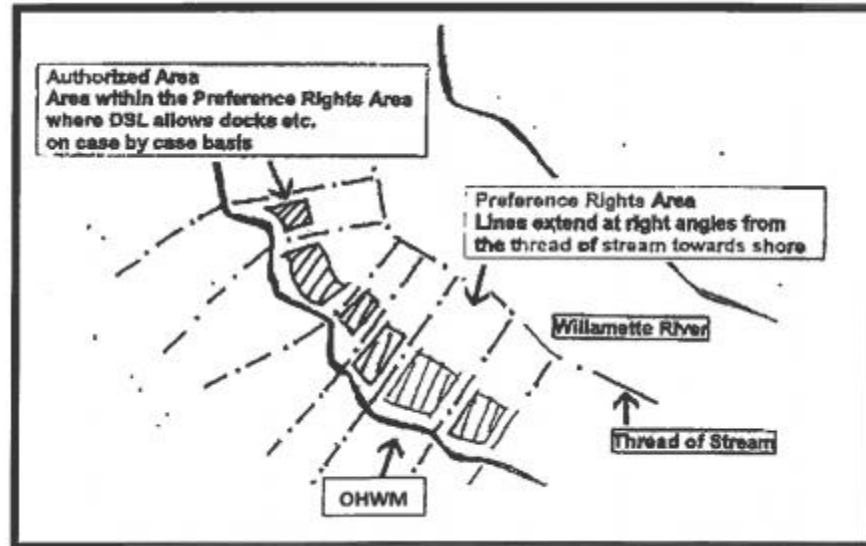 Authorized Area
Area within the Preference Rights Area
where DSL allows docks etc.
on case by case basis
Preference Rights Area
Lines extend at right angles from
the thread of stream towards shore
Willamette River
Thread of Stream
OHWM